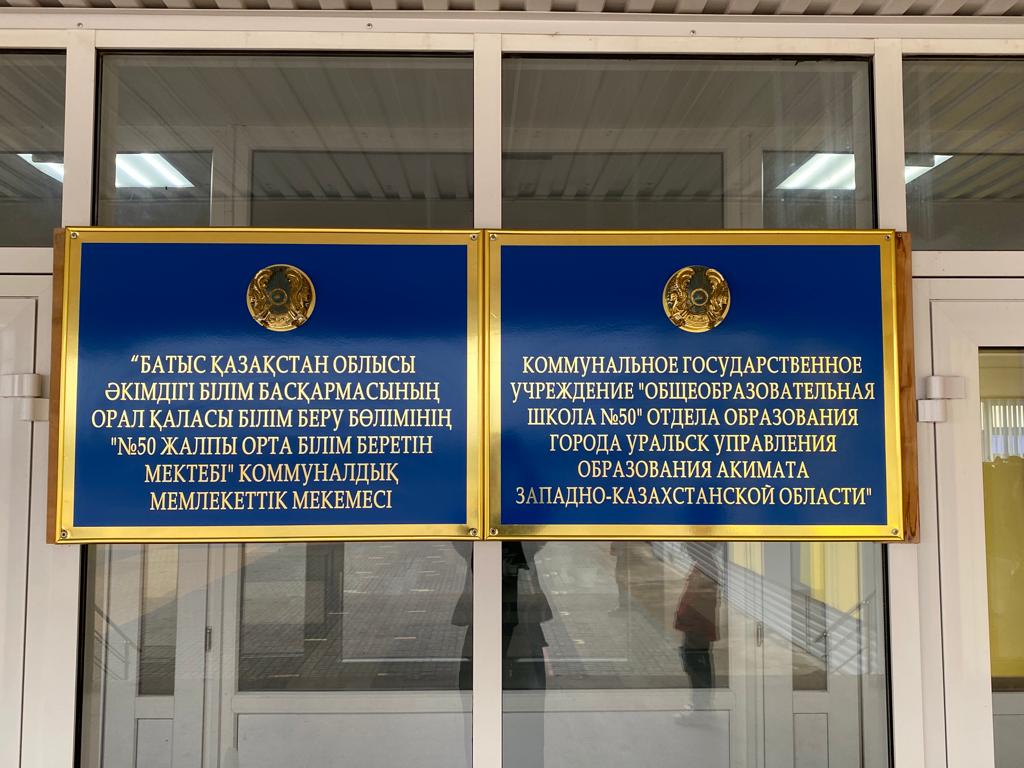 “БАТЫС ҚАЗАҚСТАН ОБЛЫСЫ
ӘКІМДІГІ БІЛІМ БАСҚАРМАСЫНЫҢ
ОРАЛ ҚАЛАСЫ БІЛІМ БЕРУ БӨЛІМІНІҢ
"№50 ЖАЛПЫ ОРТА БІЛІМ БЕРЕТІН
МЕКТЕБІ" КОММУНАЛДЫҚ
МЕМЛЕКЕТТІК МЕКЕМЕСІ
КОММУНАЛЬНОЕ ГОСУДАРСТВЕННОЕ
УЧРЕЖДЕНИЕ "ОБЩЕОБРАЗОВАТЕЛЬНАЯ
ШКОЛА №50" ОТДЕЛА ОБРАЗОВАНИЯ
ГОРОДА УРАЛЬСК УПРАВЛЕНИЯ
ОБРАЗОВАНИЯ АКИМАТА
ЗАПАДНО-КАЗАХСТАНСКОЙ ОБЛАСТИ"